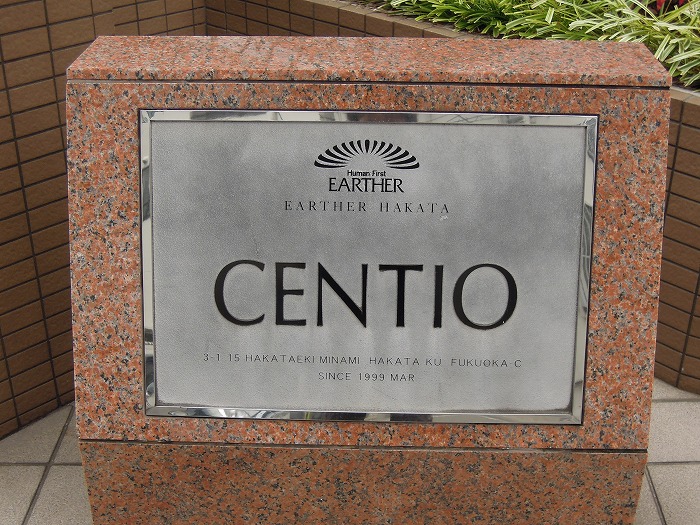 Human First
EARTHER
EARTHER HAKATA
CENTIO
3-1 15 HAKATAEKI MINAMI HAKATA KU FUKUOKA-C
SINCE 1999 MAR